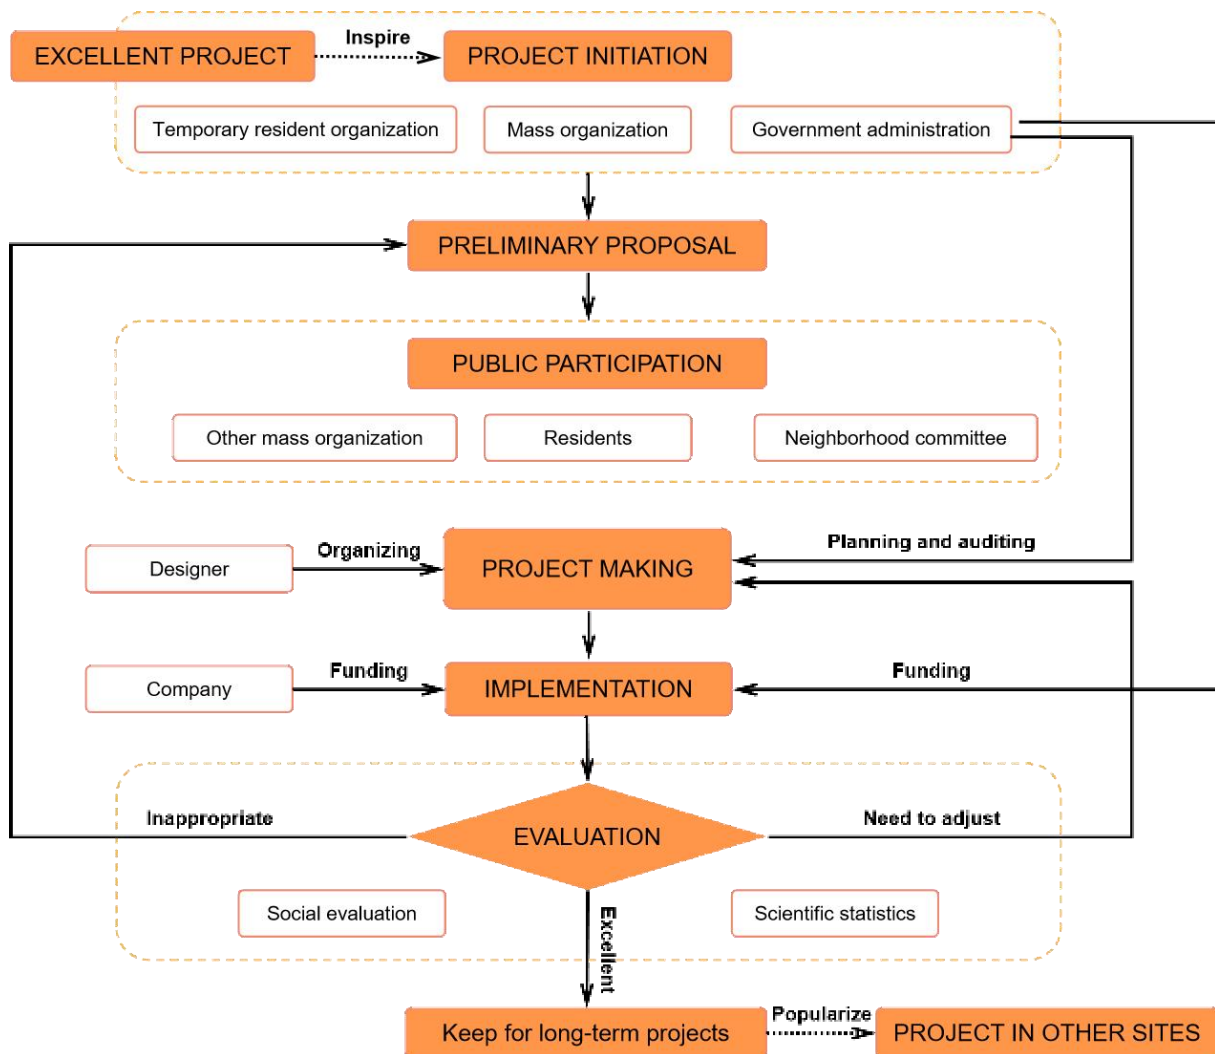 Inspire
EXCELLENT PROJECT
PROJECT INITIATION
Temporary resident organization
Mass organization
Government administration
PRELIMINARY PROPOSAL
PUBLIC PARTICIPATION
Other mass organization
Residents
Neighborhood committee
Designer
Organizing
PROJECT MAKING
Planning and auditing
Company
Funding
IMPLEMENTATION
Funding
Inappropriate
EVALUATION
Need to adjust
Social evaluation
Scientific statistics
Excellent
Keep for long-term projects
Popularize
PROJECT IN OTHER SITES